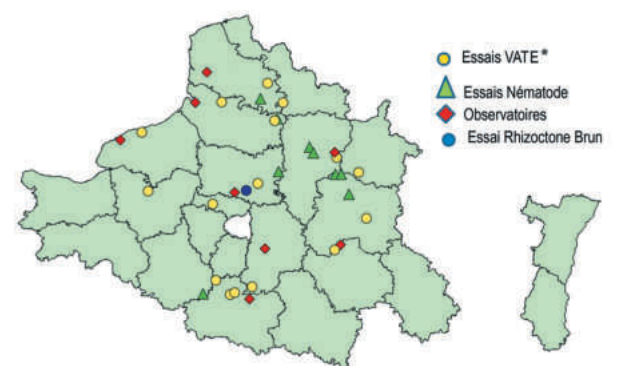 Essais VATE *
Essais Nématode
Observatoires
Essai Rhizoctone Brun